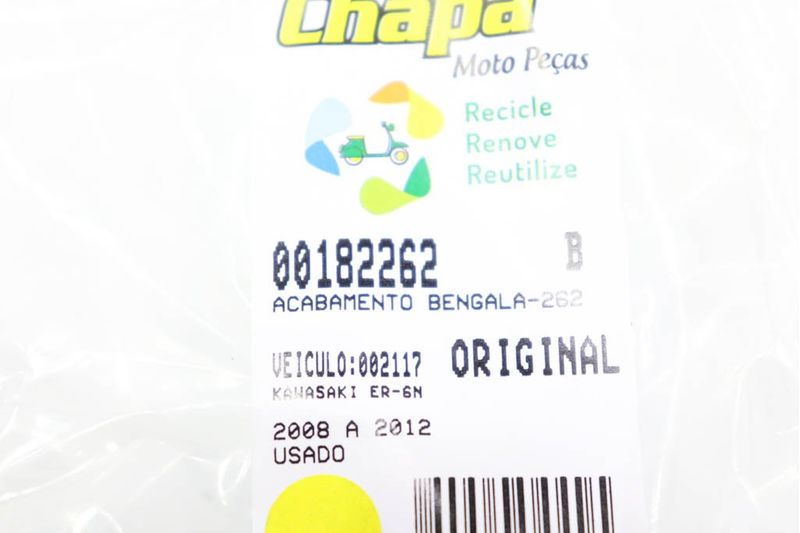 Chapa
Moto Peças
Recicle
Renove
Reutilize
00182262 B
ACABAMENTO BENGALA-262
VEICULO:002117 ORIGINAL
KAWASAKI ER-6N
2008 A 2012
USADO